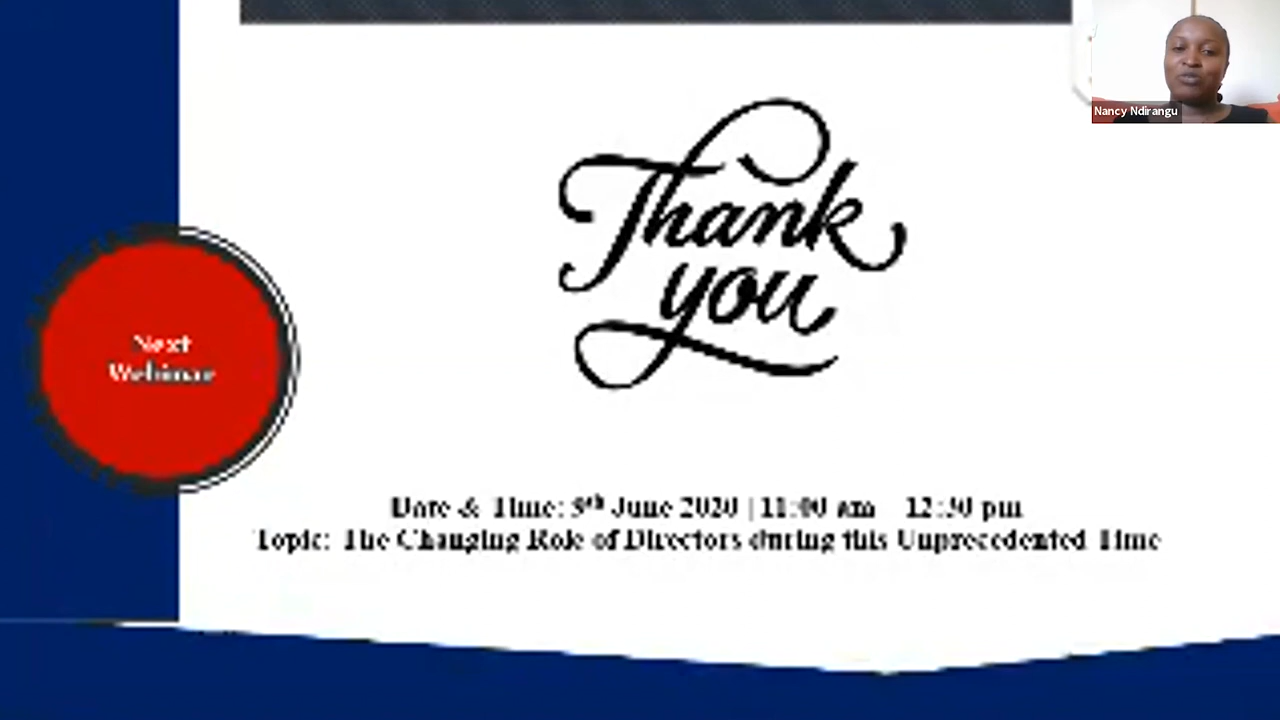 Nancy Ndirangu
Thank
you
Next
Webinar
Date & Time: 9th June 2020 | 11:00 am – 12:30 pm
Topic: The Changing Role of Directors during this Unprecedented Time